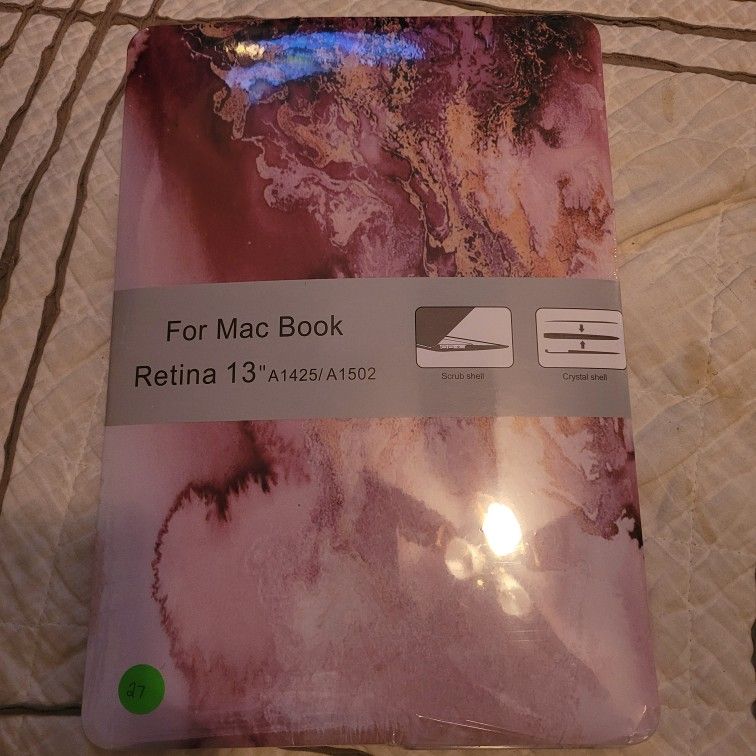 For Mac Book
Retina 13" A1425/ A1502
Scrub shell
Crystal shell
27